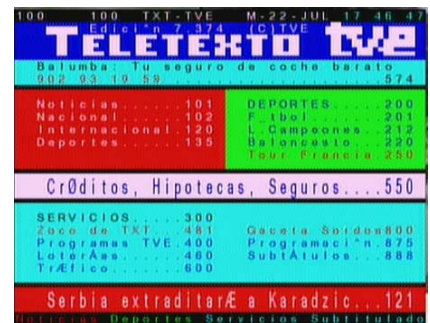 100 100 TXT-TVE M-22-JUL 17 46 47
Edici^n 7.374 (C)TVE
TELETEXTO tve
Balumba: Tu seguro de coche barato
902 93 19 59.......................574
Noticias......101
Nacional......102
Internacional.120
Deportes......135
DEPORTES.....200
F_tbol.......201
L.Campeones..212
Baloncesto...220
Tour Francia.250
CrØditos, Hipotecas, Seguros....550
SERVICIOS.....300
Zoco de TXT...481 Gaceta Sordos800
Programas TVE.400 Programaci^n.875
LoterÁas......460 SubtÁtulos...888
TrÆfico.......600
Serbia extraditarÆ a Karadzic...121
Noticias Deportes Servicios Subtitulado